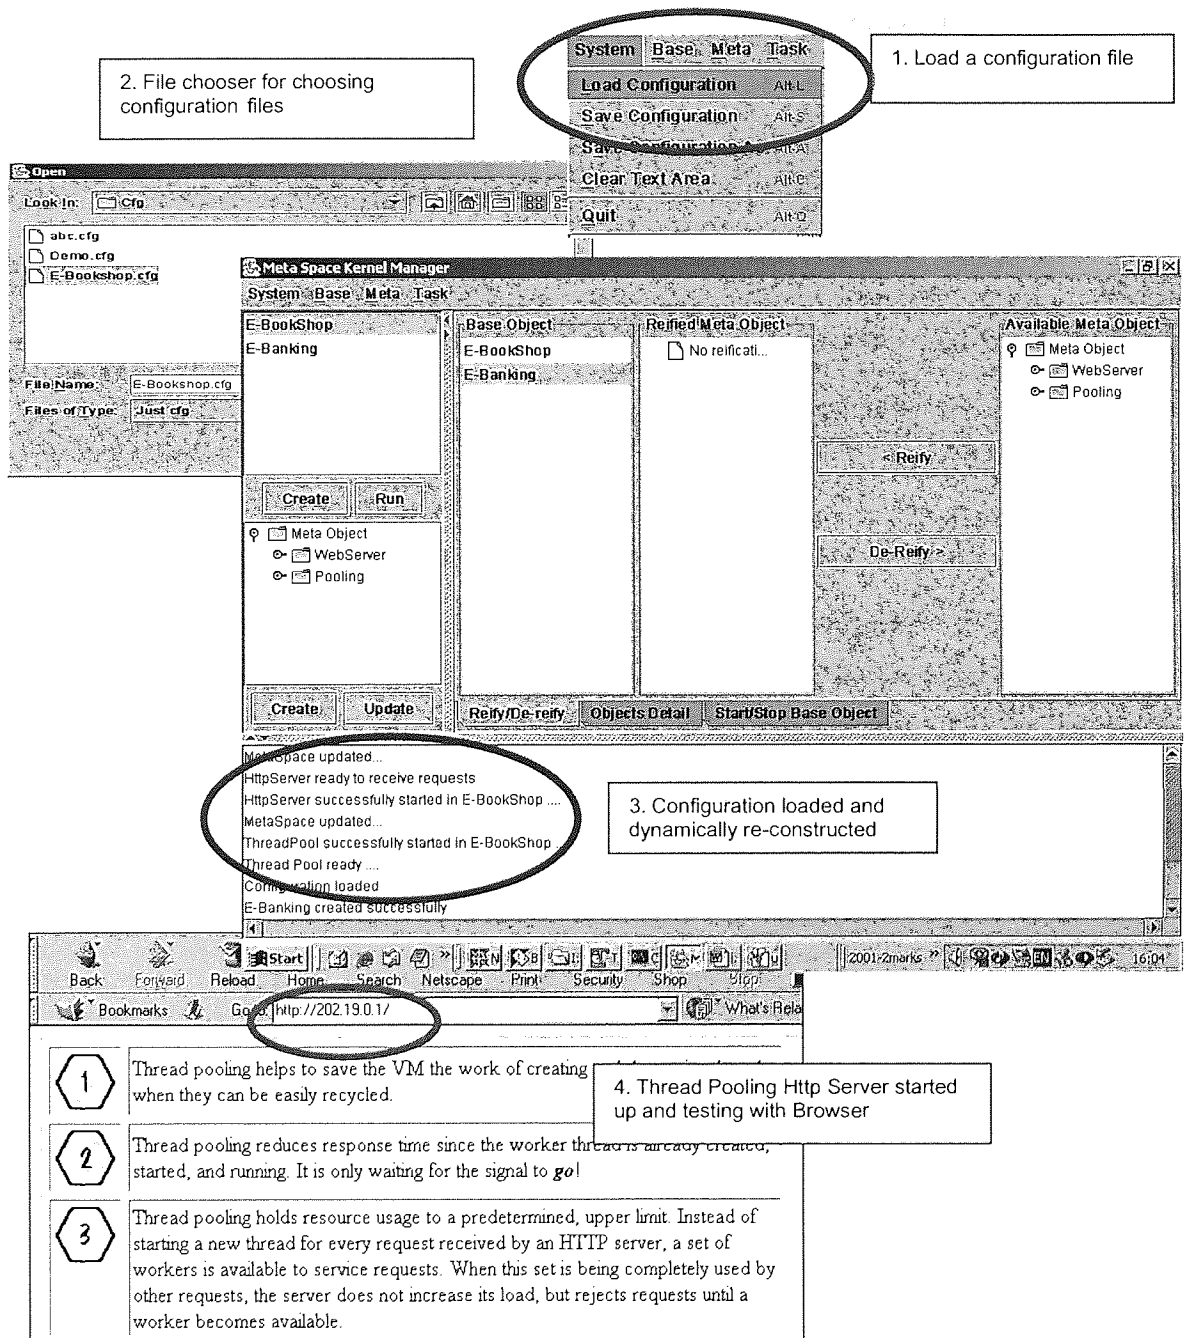 System Base Meta Task
Load Configuration Alt-L
Save Configuration Alt-S
Save Configuration A Alt-A
Clear Text Area Alt-C
Quit Alt-Q
1. Load a configuration file
2. File chooser for choosing
configuration files
Open
Look In: Cfg
abc.cfg
Demo.cfg
E-Bookshop.cfg
File Name: E-Bookshop.cfg
Files of Type: Just cfg
Meta Space Kernel Manager
System Base Meta Task
E-BookShop
E-Banking
Create Run
Meta Object
WebServer
Pooling
Create Update
Base Object
E-BookShop
E-Banking
Reified Meta Object
No reificati...
< Reify
De-Reify >
Available Meta Object
Meta Object
WebServer
Pooling
Reify/De-reify Objects Detail Start/Stop Base Object
MetaSpace updated...
HttpServer ready to receive requests
HttpServer successfully started in E-BookShop ....
MetaSpace updated...
ThreadPool successfully started in E-BookShop ..
Thread Pool ready ....
Configuration loaded
E-Banking created successfully
3. Configuration loaded and
dynamically re-constructed
Start 2001-2marks » EN 16:04
Back Forward Reload Home Search Netscape Print Security Shop Stop
Bookmarks Go to: http://202.19.0.1/ What's Rela
4. Thread Pooling Http Server started
up and testing with Browser
1
Thread pooling helps to save the VM the work of creating
when they can be easily recycled.
2
Thread pooling reduces response time since the worker thread is already created,
started, and running. It is only waiting for the signal to go!
3
Thread pooling holds resource usage to a predetermined, upper limit. Instead of
starting a new thread for every request received by an HTTP server, a set of
workers is available to service requests. When this set is being completely used by
other requests, the server does not increase its load, but rejects requests until a
worker becomes available.